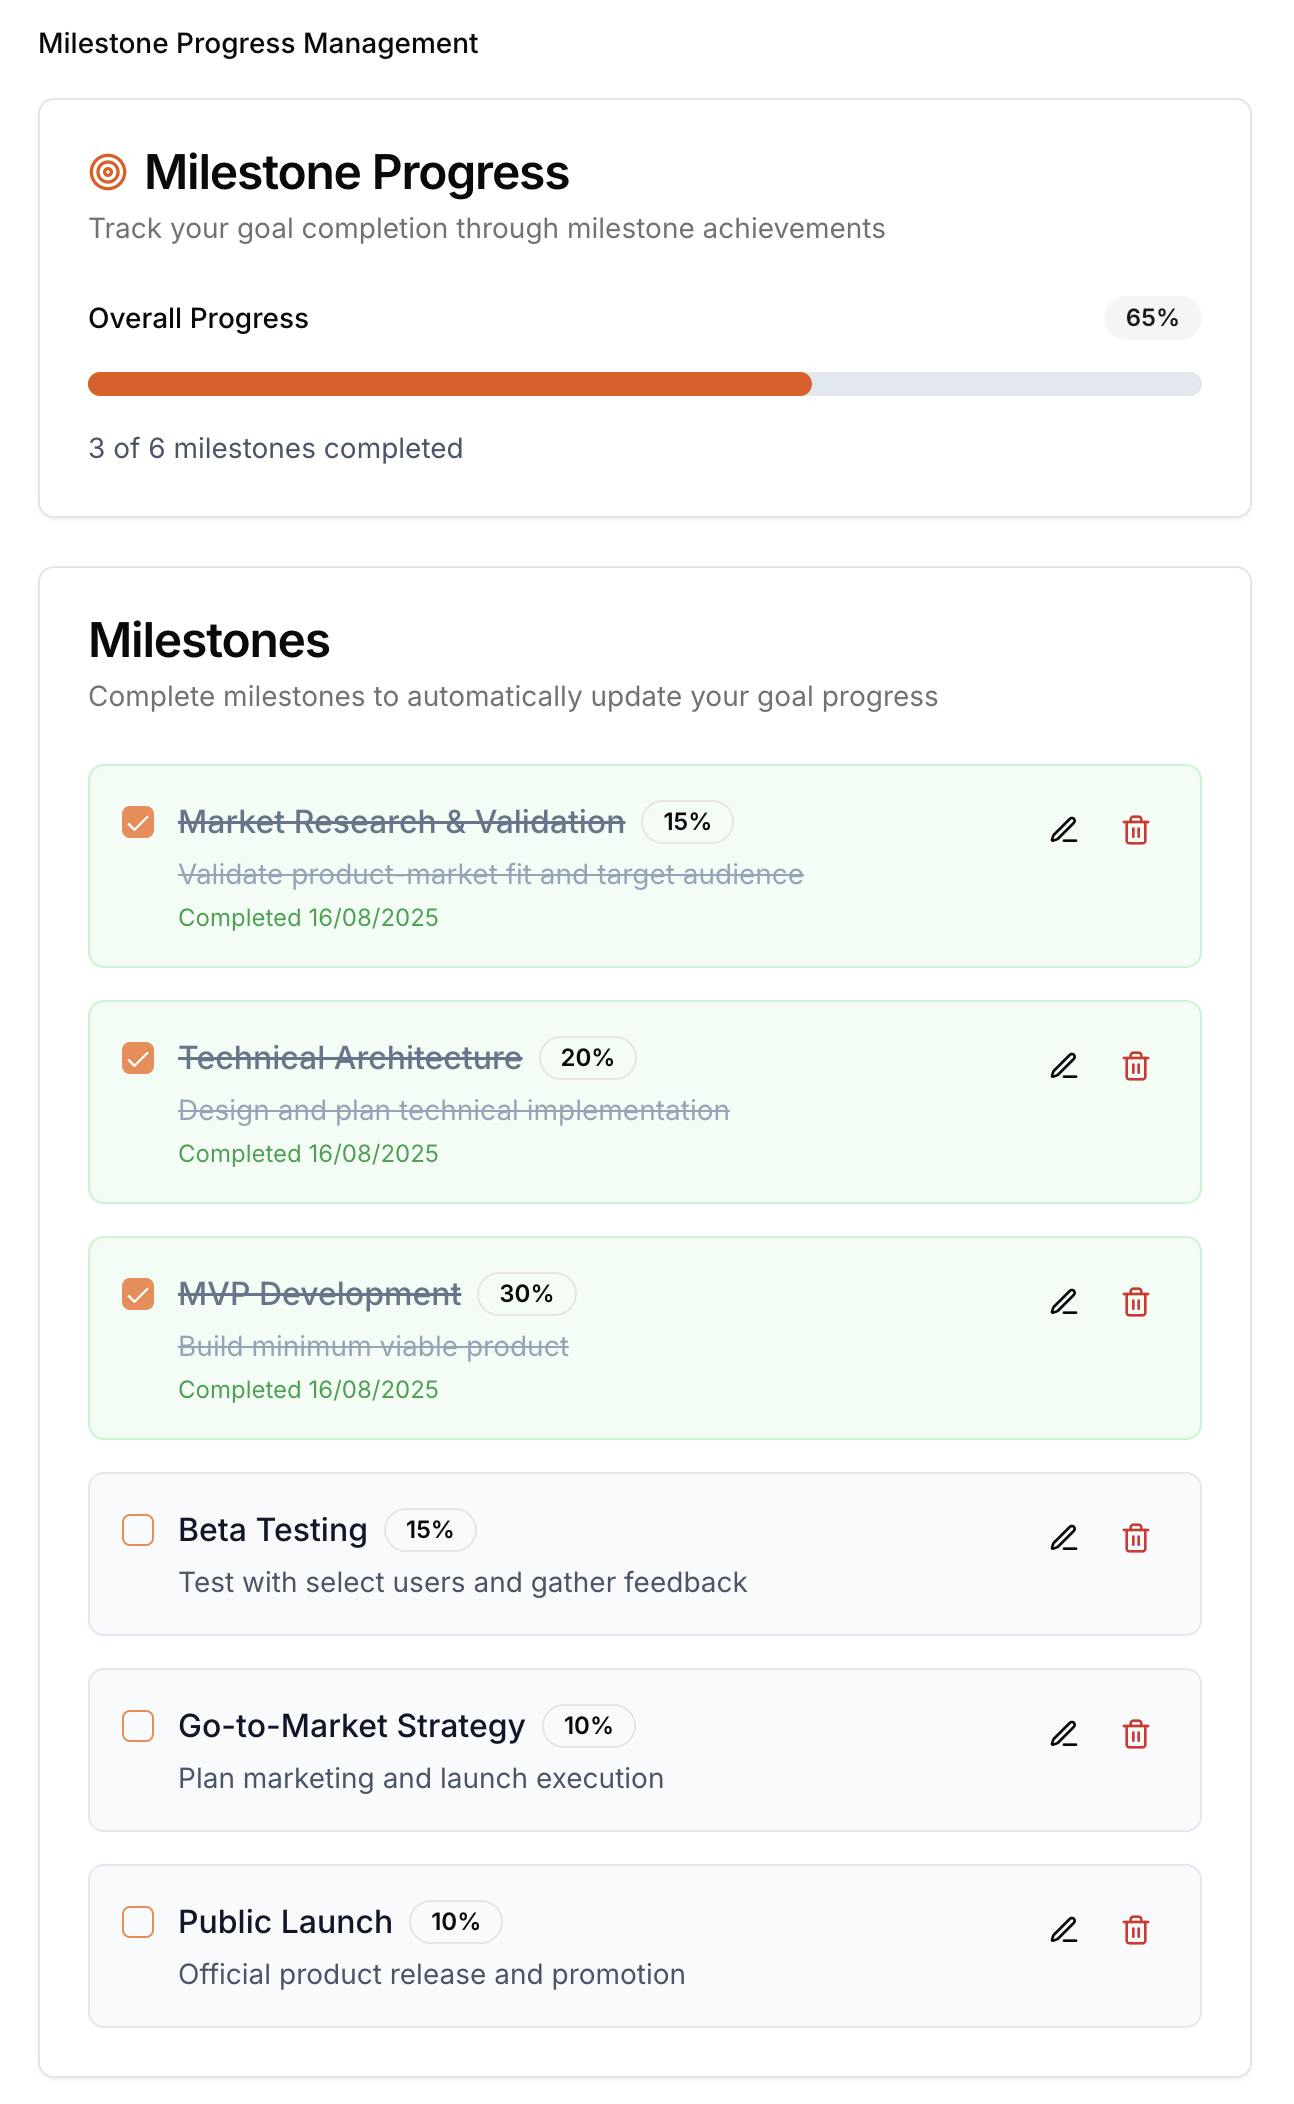 Milestone Progress Management
Milestone Progress
Track your goal completion through milestone achievements
Overall Progress 65%
3 of 6 milestones completed
Milestones
Complete milestones to automatically update your goal progress
Market Research & Validation 15%
Validate product-market fit and target audience
Completed 16/08/2025
Technical Architecture 20%
Design and plan technical implementation
Completed 16/08/2025
MVP Development 30%
Build minimum viable product
Completed 16/08/2025
Beta Testing 15%
Test with select users and gather feedback
Go-to-Market Strategy 10%
Plan marketing and launch execution
Public Launch 10%
Official product release and promotion